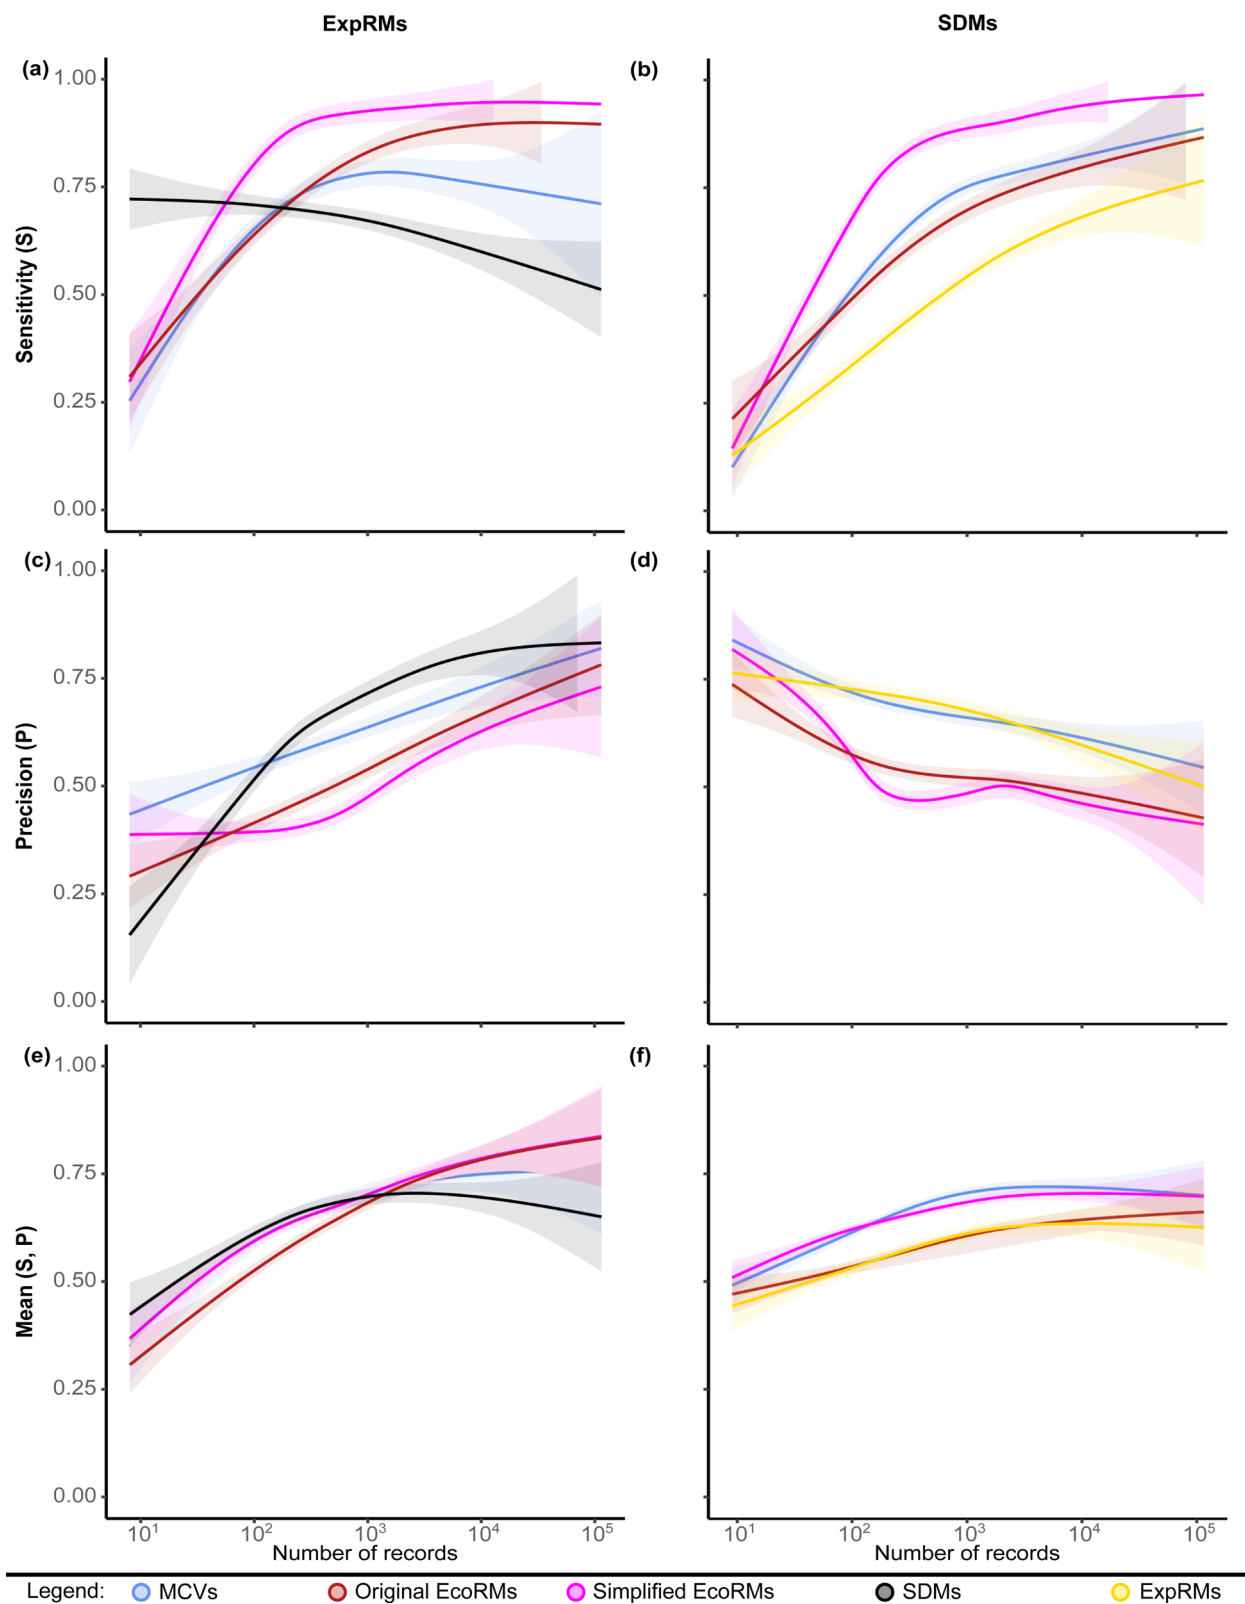 ExpRMs
SDMs
(a)
(b)
1.00
0.75
0.50
0.25
0.00
Sensitivity (S)
(c)
(d)
1.00
0.75
0.50
0.25
0.00
Precision (P)
(e)
(f)
1.00
0.75
0.50
0.25
0.00
Mean (S, P)
10¹ 10² 10³ 10⁴ 10⁵
Number of records
10¹ 10² 10³ 10⁴ 10⁵
Number of records
Legend: MCVs Original EcoRMs Simplified EcoRMs SDMs ExpRMs